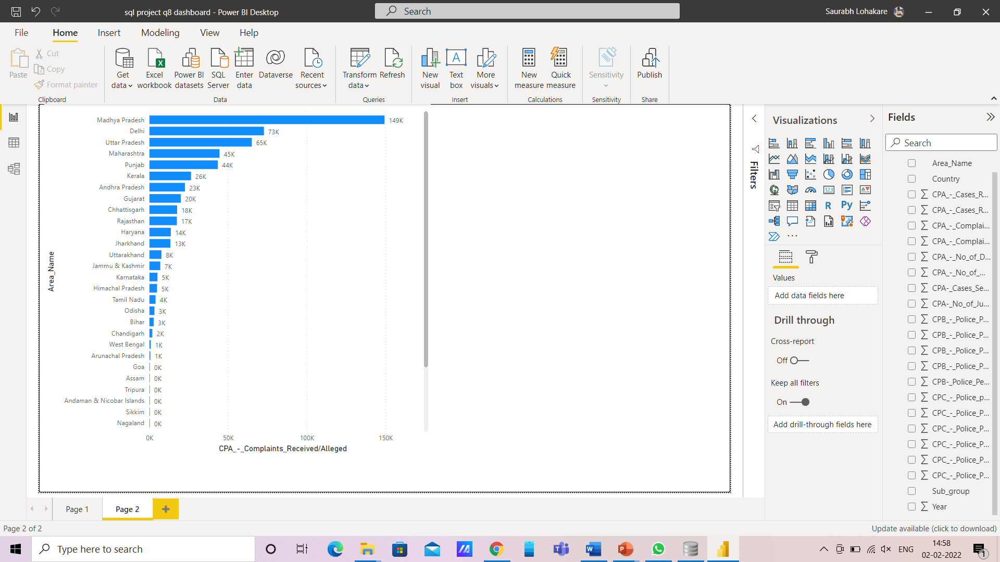 sql project q8 dashboard - Power BI Desktop
Search
Saurabh Lohakare
File Home Insert Modeling View Help
Paste
Cut
Copy
Format painter
Clipboard
Get data
Excel workbook
Power BI datasets
SQL Server
Enter data
Dataverse
Recent sources
Data
Transform data
Refresh
Queries
New visual
Text box
More visuals
Insert
New measure
Quick measure
Calculations
Sensitivity
Sensitivity
Publish
Share
Area_Name
Madhya Pradesh 149K
Delhi 73K
Uttar Pradesh 65K
Maharashtra 45K
Punjab 44K
Kerala 26K
Andhra Pradesh 23K
Gujarat 20K
Chhattisgarh 18K
Rajasthan 17K
Haryana 14K
Jharkhand 13K
Uttarakhand 8K
Jammu & Kashmir 7K
Karnataka 5K
Himachal Pradesh 5K
Tamil Nadu 4K
Odisha 3K
Bihar 3K
Chandigarh 2K
West Bengal 1K
Arunachal Pradesh 1K
Goa 0K
Assam 0K
Tripura 0K
Andaman & Nicobar Islands 0K
Sikkim 0K
Nagaland 0K
0K 50K 100K 150K
CPA_-_Complaints_Received/Alleged
Filters
Visualizations
123
R
Py
Values
Add data fields here
Drill through
Cross-report
Off
Keep all filters
On
Add drill-through fields here
Fields
Search
Area_Name
Country
CPA_-_Cases_R...
CPA_-_Cases_R...
CPA_-_Complai...
CPA_-_Complai...
CPA_-_No_of_D...
CPA_-_No_of_...
CPA-_Cases_Se...
CPA-_No_of_Ju...
CPB_-_Police_P...
CPB_-_Police_P...
CPB_-_Police_P...
CPB_-_Police_P...
CPB-_Police_Pe...
CPC_-_Police_p...
CPC_-_Police_P...
CPC_-_Police_P...
CPC_-_Police_P...
CPC_-_Police_P...
CPC_-_Police_P...
Sub_group
Year
Page 1
Page 2
Page 2 of 2
Update available (click to download)
Type here to search
ENG
14:58
02-02-2022
1